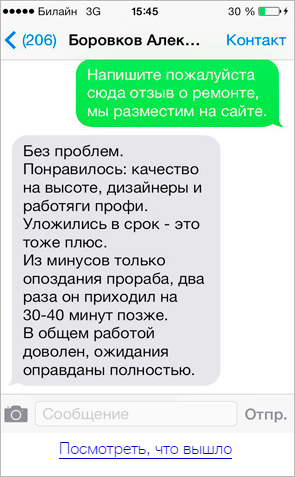 Билайн 3G 15:45 30 %
(206) Боровков Алек... Контакт
Напишите пожалуйста
сюда отзыв о ремонте,
мы разместим на сайте.
Без проблем.
Понравилось: качество
на высоте, дизайнеры и
работяги профи.
Уложились в срок - это
тоже плюс.
Из минусов только
опоздания прораба, два
раза он приходил на
30-40 минут позже.
В общем работой
доволен, ожидания
оправданы полностью.
Сообщение Отпр.
Посмотреть, что вышло